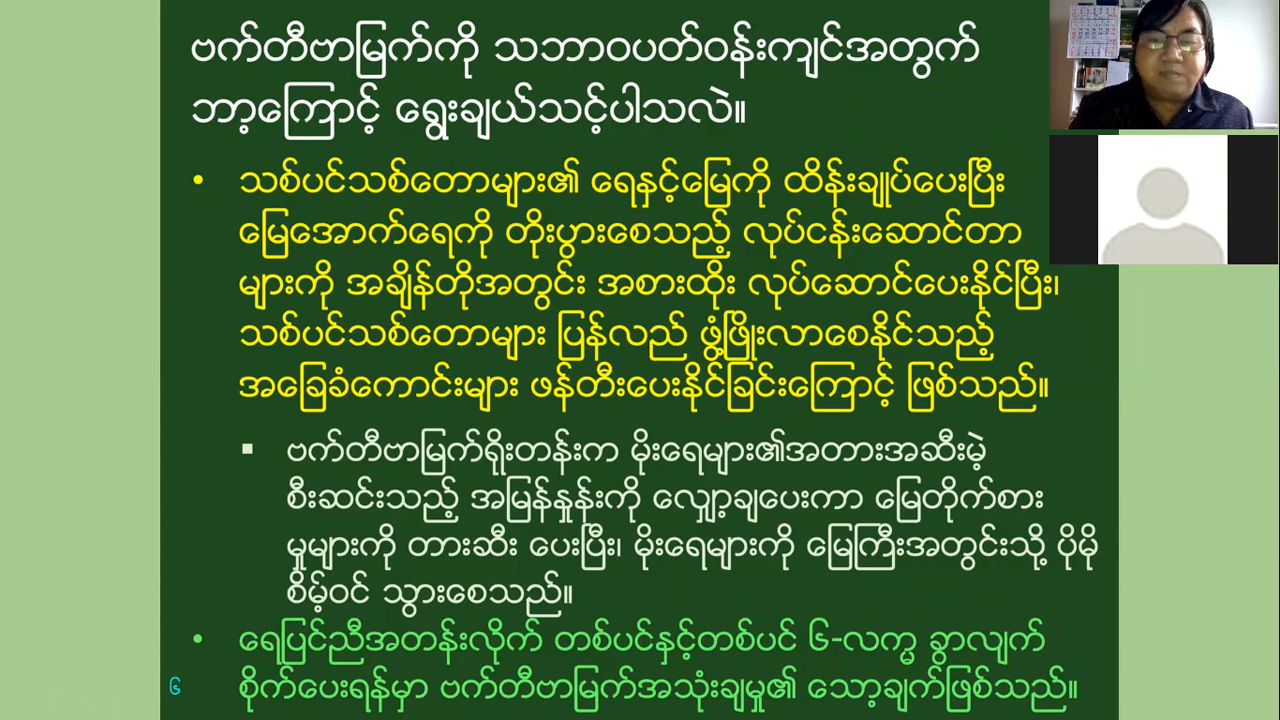 ဗက်တီဗာမြက်ကို သဘာဝပတ်ဝန်းကျင်အတွက်
ဘာ့ကြောင့် ရွေးချယ်သင့်ပါသလဲ။
• သစ်ပင်သစ်တောများ၏ ရေနှင့်မြေကို ထိန်းချုပ်ပေးပြီး
မြေအောက်ရေကို တိုးပွားစေသည့် လုပ်ငန်းဆောင်တာ
များကို အချိန်တိုအတွင်း အစားထိုး လုပ်ဆောင်ပေးနိုင်ပြီး၊
သစ်ပင်သစ်တောများ ပြန်လည် ဖွံ့ဖြိုးလာစေနိုင်သည့်
အခြေခံကောင်းများ ဖန်တီးပေးနိုင်ခြင်းကြောင့် ဖြစ်သည်။
▪ ဗက်တီဗာမြက်ရိုးတန်းက မိုးရေများ၏အတားအဆီးမဲ့
စီးဆင်းသည့် အမြန်နှုန်းကို လျှော့ချပေးကာ မြေတိုက်စား
မှုများကို တားဆီး ပေးပြီး၊ မိုးရေများကို မြေကြီးအတွင်းသို့ ပိုမို
စိမ့်ဝင် သွားစေသည်။
• ရေပြင်ညီအတန်းလိုက် တစ်ပင်နှင့်တစ်ပင် ၆-လက္မ ခွာလျက်
စိုက်ပေးရန်မှာ ဗက်တီဗာမြက်အသုံးချမှု၏ သော့ချက်ဖြစ်သည်။
၆